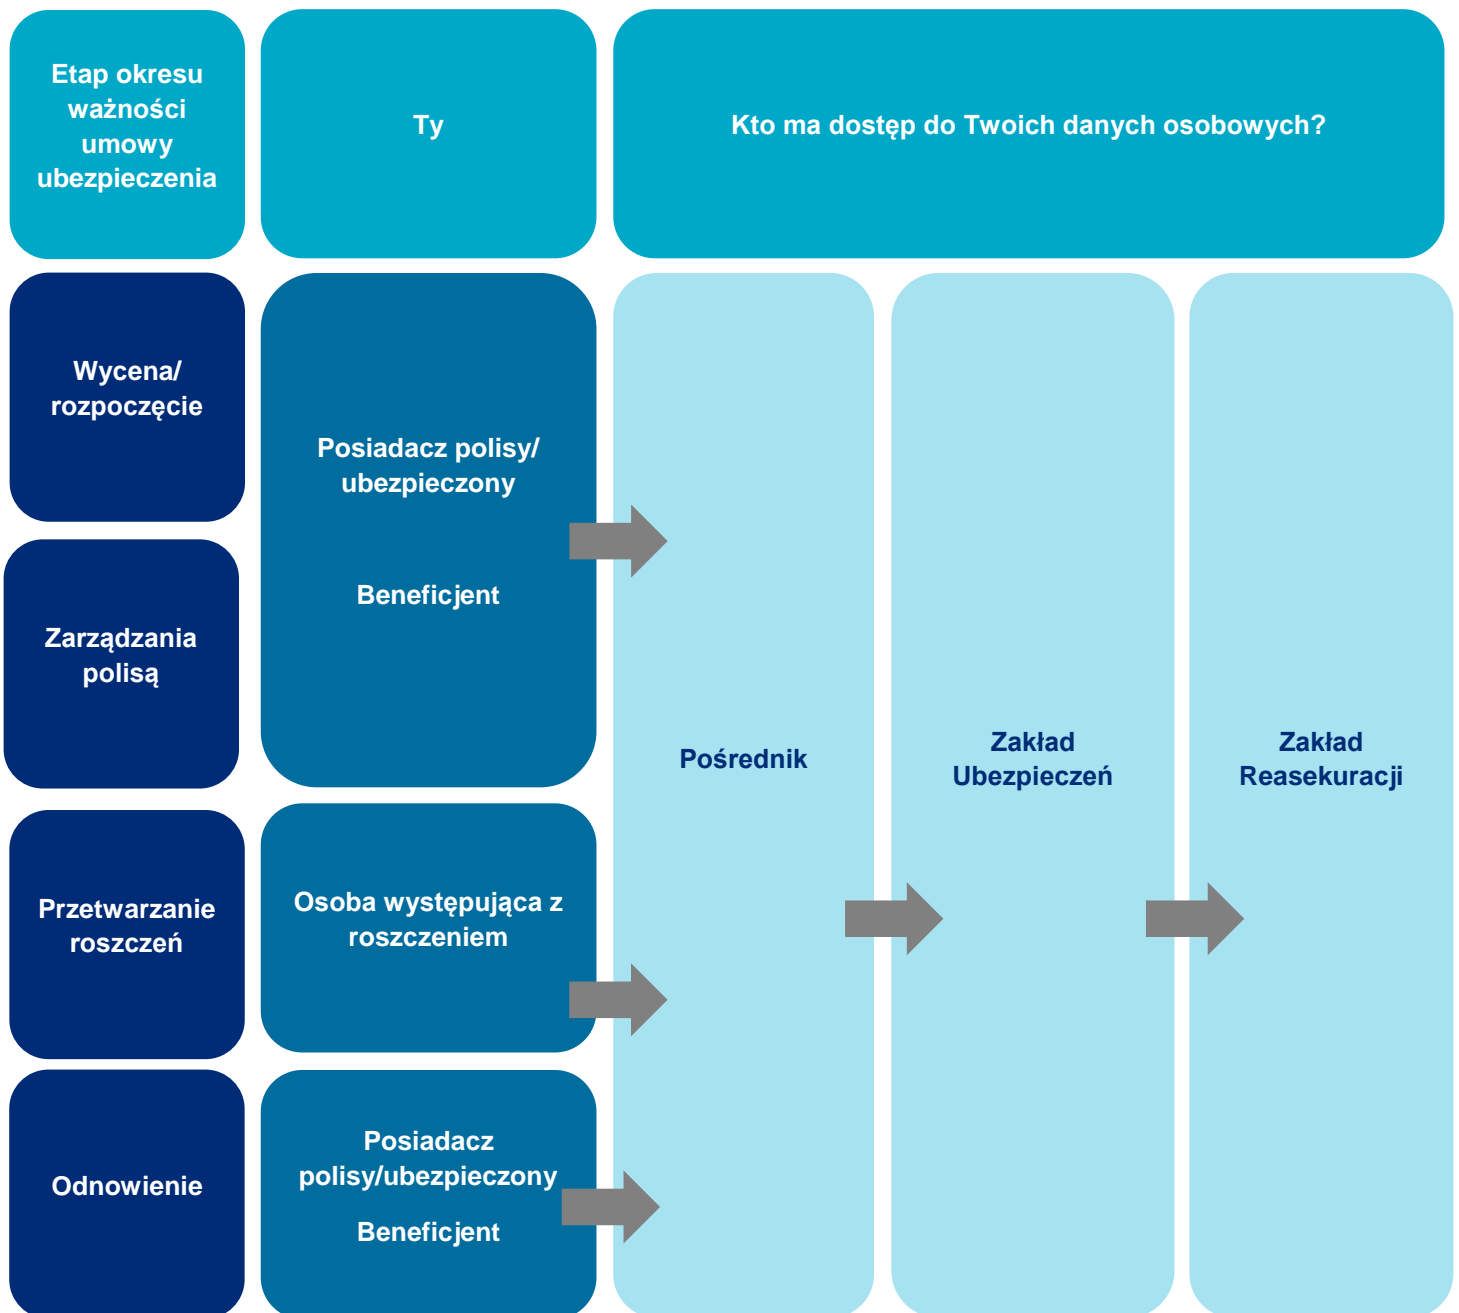 Etap okresu
ważności
umowy
ubezpieczenia
Ty
Kto ma dostęp do Twoich danych osobowych?
Wycena/
rozpoczęcie
Posiadacz polisy/
ubezpieczony
Beneficjent
Zarządzania
polisą
Pośrednik
Zakład
Ubezpieczeń
Zakład
Reasekuracji
Przetwarzanie
roszczeń
Osoba występująca z
roszczeniem
Odnowienie
Posiadacz
polisy/ubezpieczony
Beneficjent